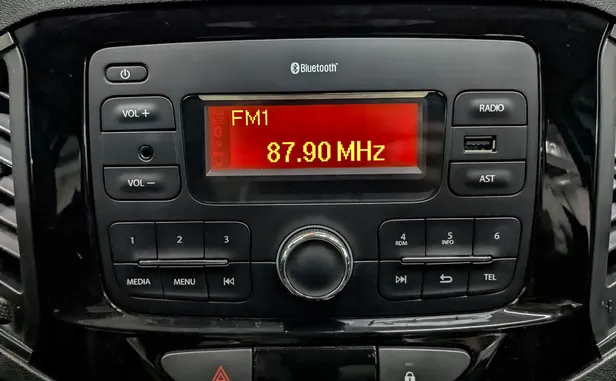 Bluetooth
VOL +
FM1
RADIO
87.90 MHz
VOL −
AST
1
2
3
4
RDM
5
INFO
6
MEDIA
MENU
TEL